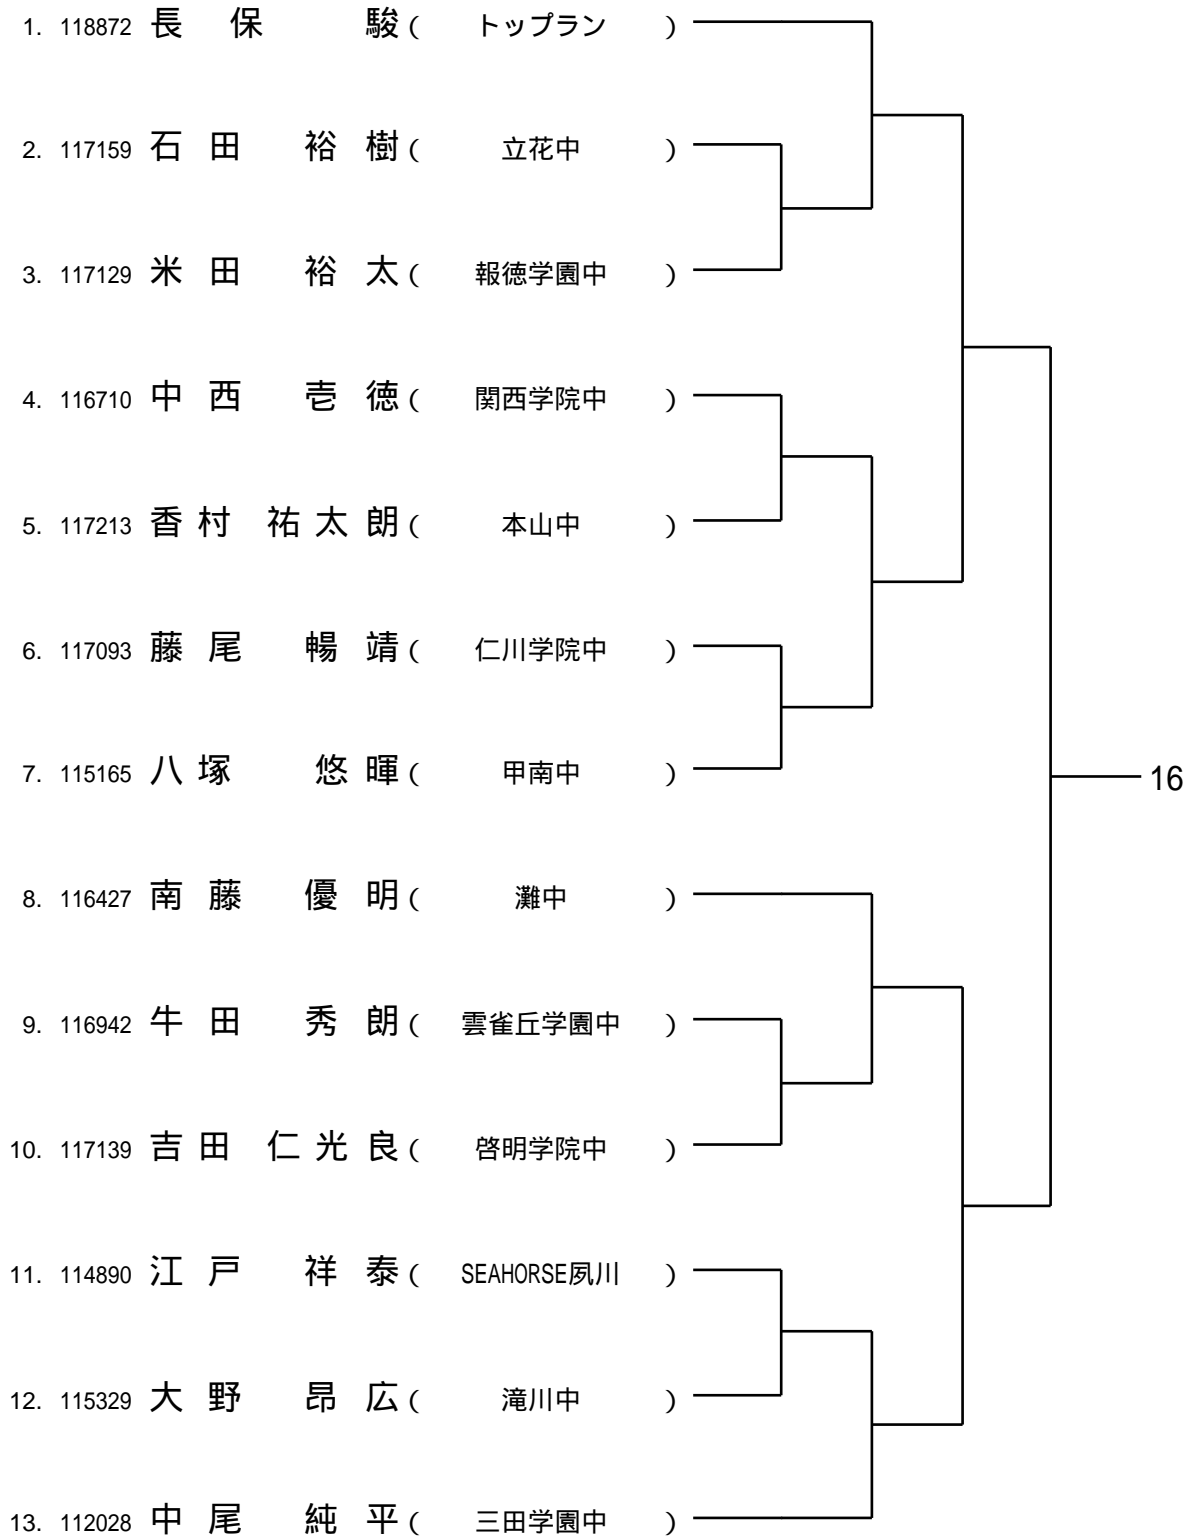 1. 118872 長 保 駿 ( トップラン )
2. 117159 石 田 裕 樹 ( 立花中 )
3. 117129 米 田 裕 太 ( 報徳学園中 )
4. 116710 中 西 壱 徳 ( 関西学院中 )
5. 117213 香 村 祐 太 朗 ( 本山中 )
6. 117093 藤 尾 暢 靖 ( 仁川学院中 )
7. 115165 八 塚 悠 暉 ( 甲南中 )
16
8. 116427 南 藤 優 明 ( 灘中 )
9. 116942 牛 田 秀 朗 ( 雲雀丘学園中 )
10. 117139 吉 田 仁 光 良 ( 啓明学院中 )
11. 114890 江 戸 祥 泰 ( SEAHORSE夙川 )
12. 115329 大 野 昂 広 ( 滝川中 )
13. 112028 中 尾 純 平 ( 三田学園中 )